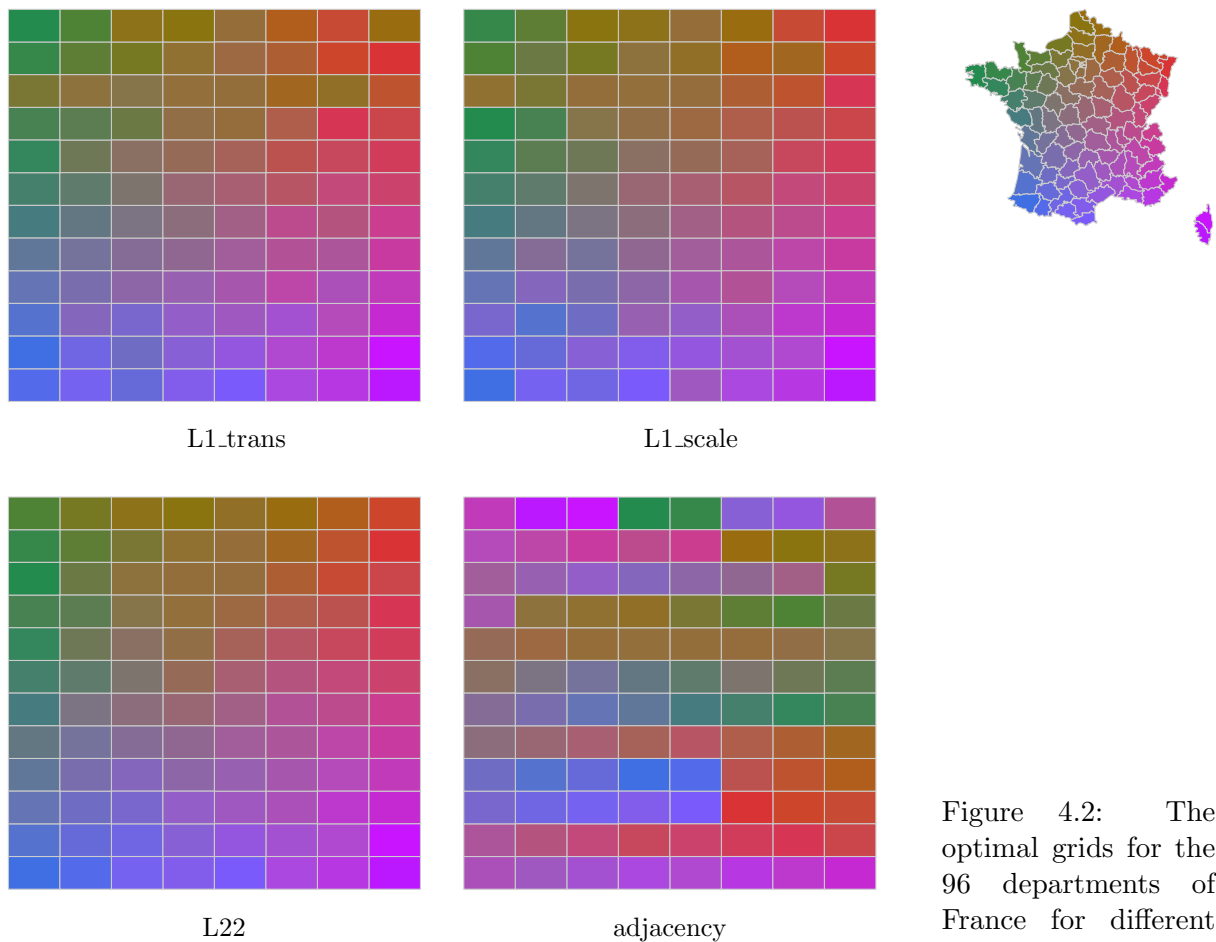 L1_trans
L1_scale
L22
adjacency
Figure 4.2: The
optimal grids for the
96 departments of
France for different